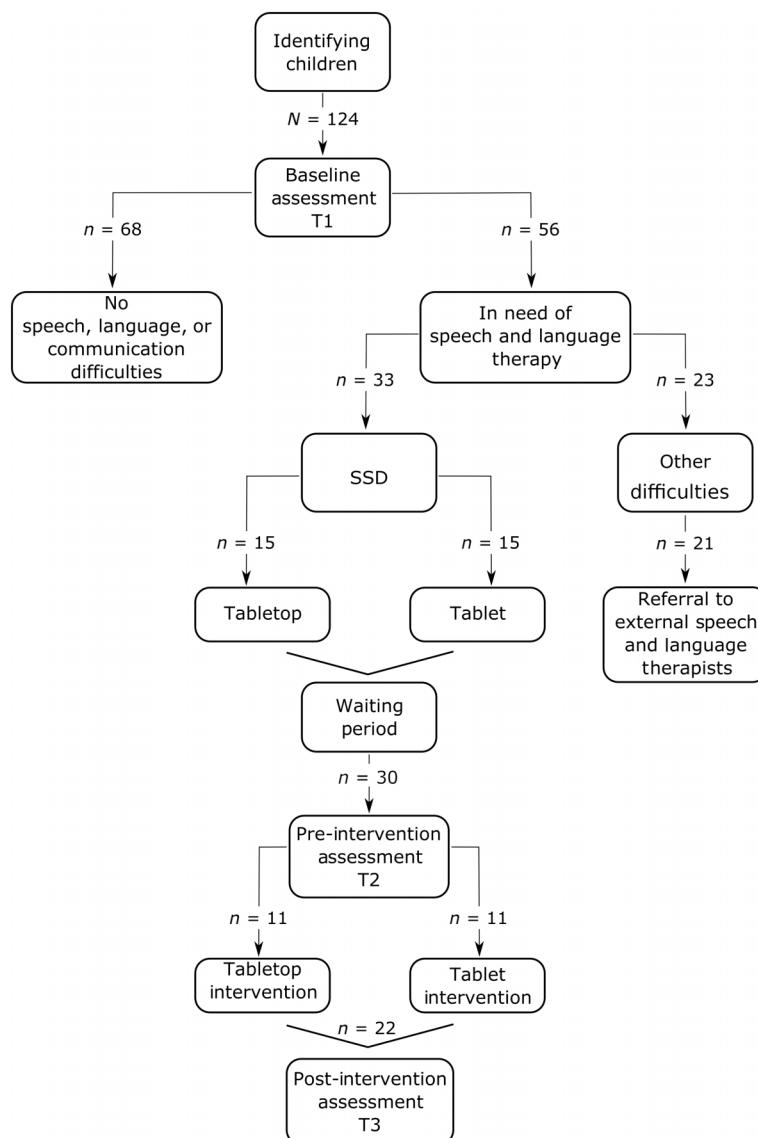 Identifying
children
N = 124
Baseline
assessment
T1
n = 68
n = 56
No
speech, language, or
communication
difficulties
In need of
speech and language
therapy
n = 33
n = 23
SSD
Other
difficulties
n = 15
n = 15
n = 21
Tabletop
Tablet
Referral to
external speech
and language
therapists
Waiting
period
n = 30
Pre-intervention
assessment
T2
n = 11
n = 11
Tabletop
intervention
Tablet
intervention
n = 22
Post-intervention
assessment
T3